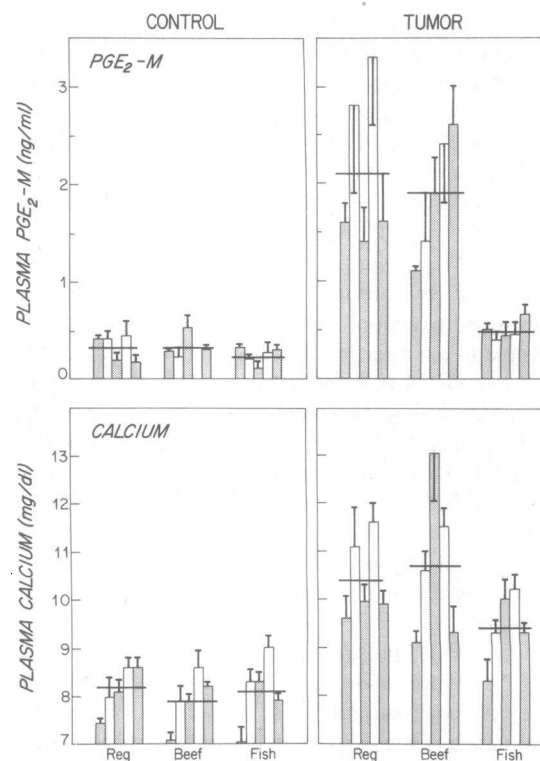 CONTROL
TUMOR
PGE₂-M
PLASMA PGE₂-M (ng/ml)
3
2
1
0
CALCIUM
PLASMA CALCIUM (mg/dl)
13
12
11
10
9
8
7
Reg Beef Fish Reg Beef Fish